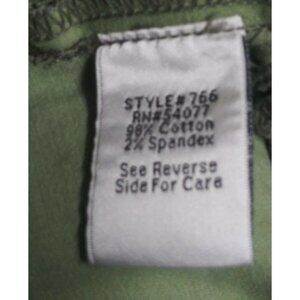 STYLE# 766
RN#54077
98% Cotton
2% Spandex
See Reverse
Side For Care